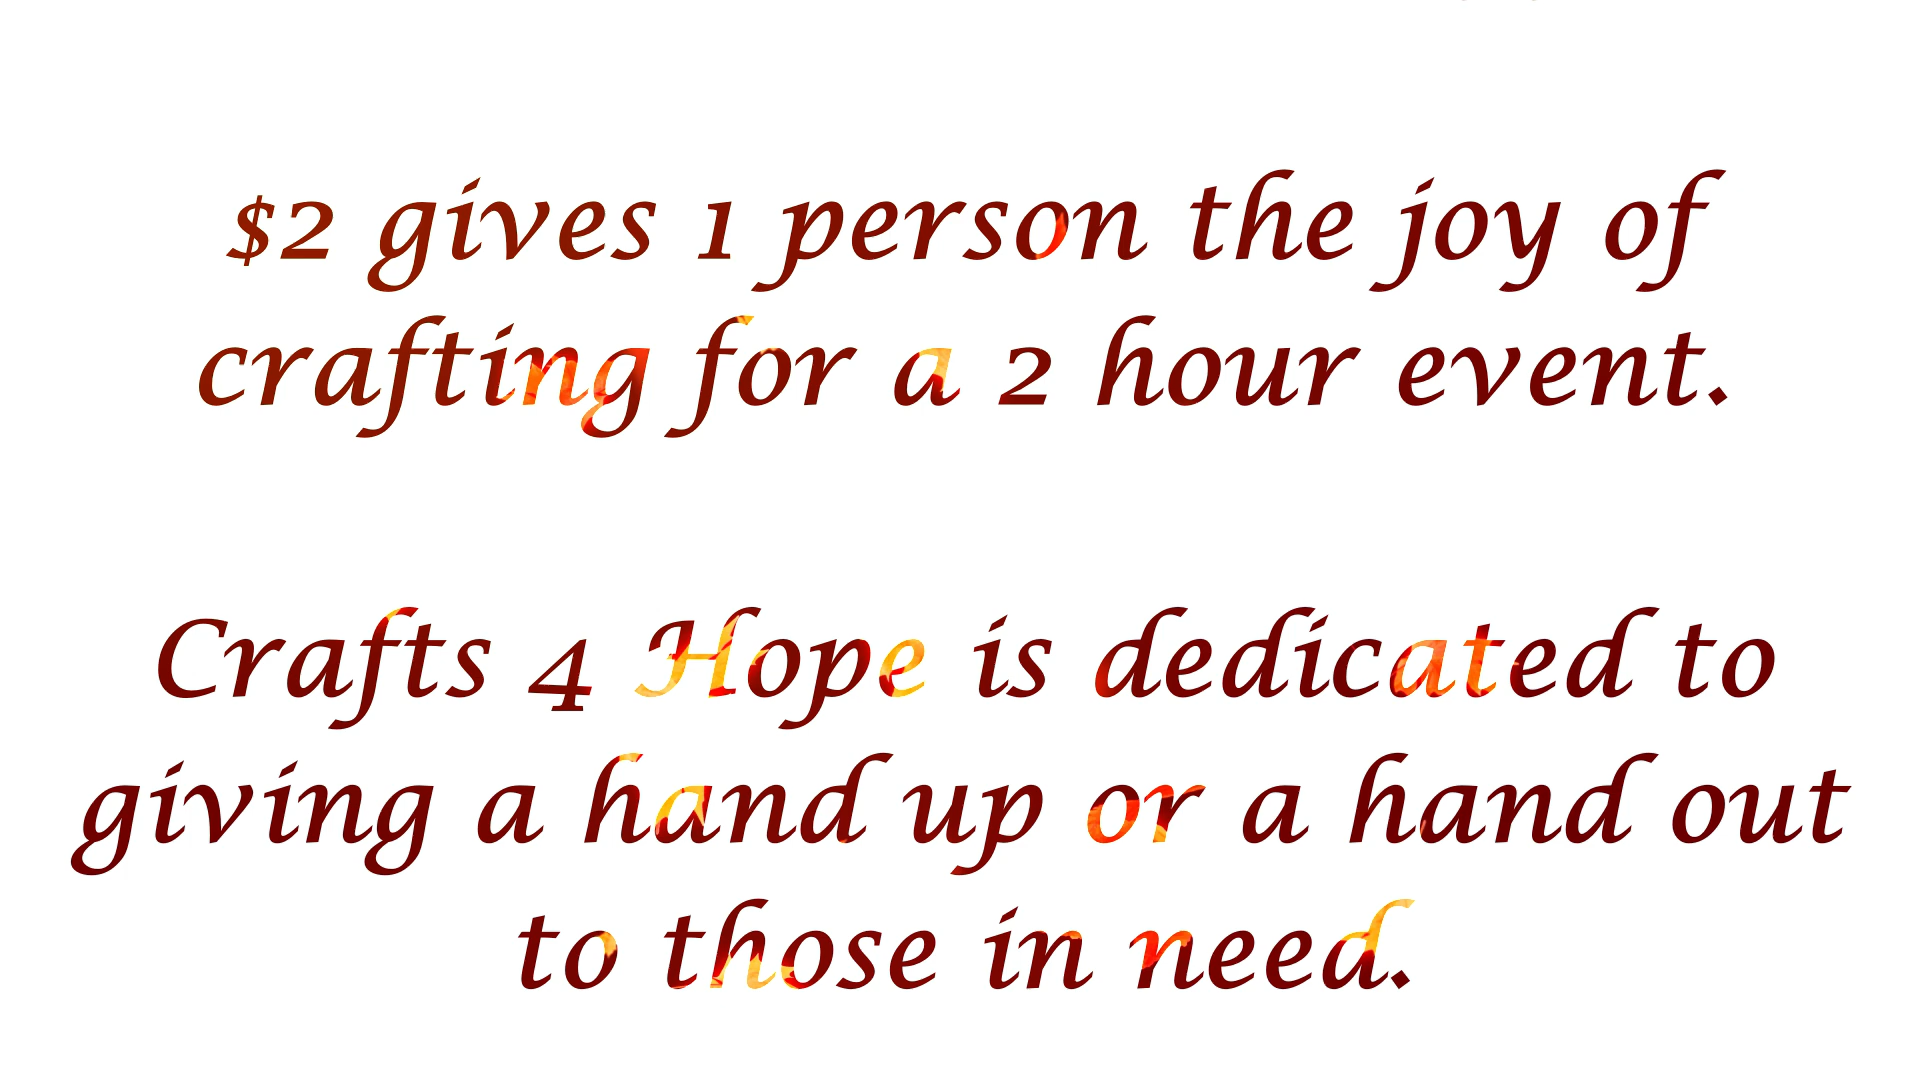 $2 gives 1 person the joy of
crafting for a 2 hour event.
Crafts 4 Hope is dedicated to
giving a hand up or a hand out
to those in need.